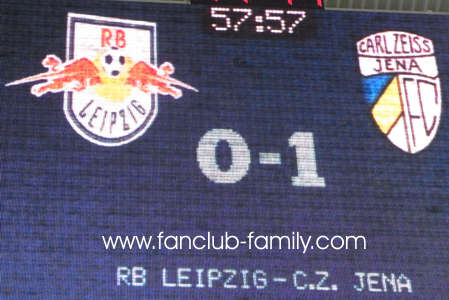 57:57
RB
LEIPZIG
CARL ZEISS
JENA
FC
0-1
www.fanclub-family.com
RB LEIPZIG-C.Z. JENA